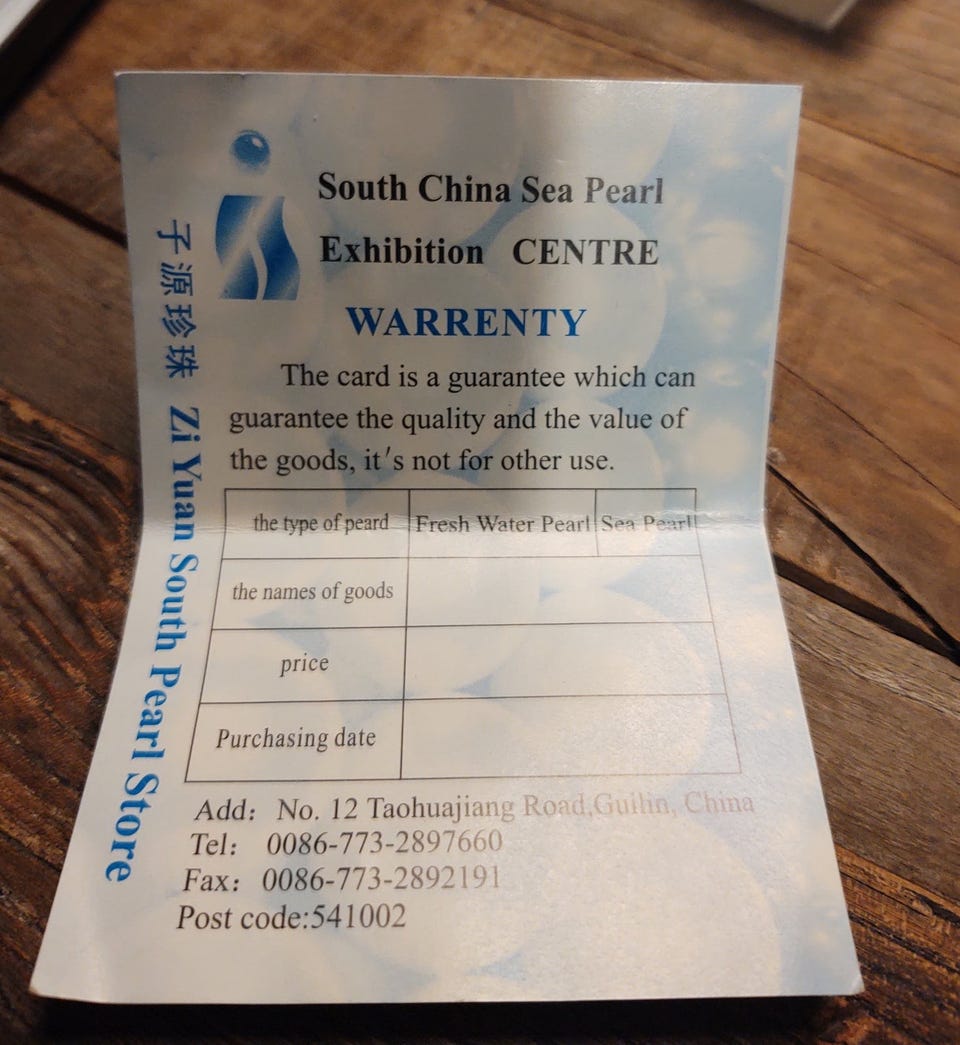 South China Sea Pearl
Exhibition CENTRE
WARRENTY
The card is a guarantee which can
guarantee the quality and the value of
the goods, it's not for other use.
the type of peard Fresh Water Pearl Sea Pearl
the names of goods
price
Purchasing date
Add: No. 12 Taohuajiang Road,Guilin, China
Tel: 0086-773-2897660
Fax: 0086-773-2892191
Post code:541002
子源珍珠 Zi Yuan South Pearl Store